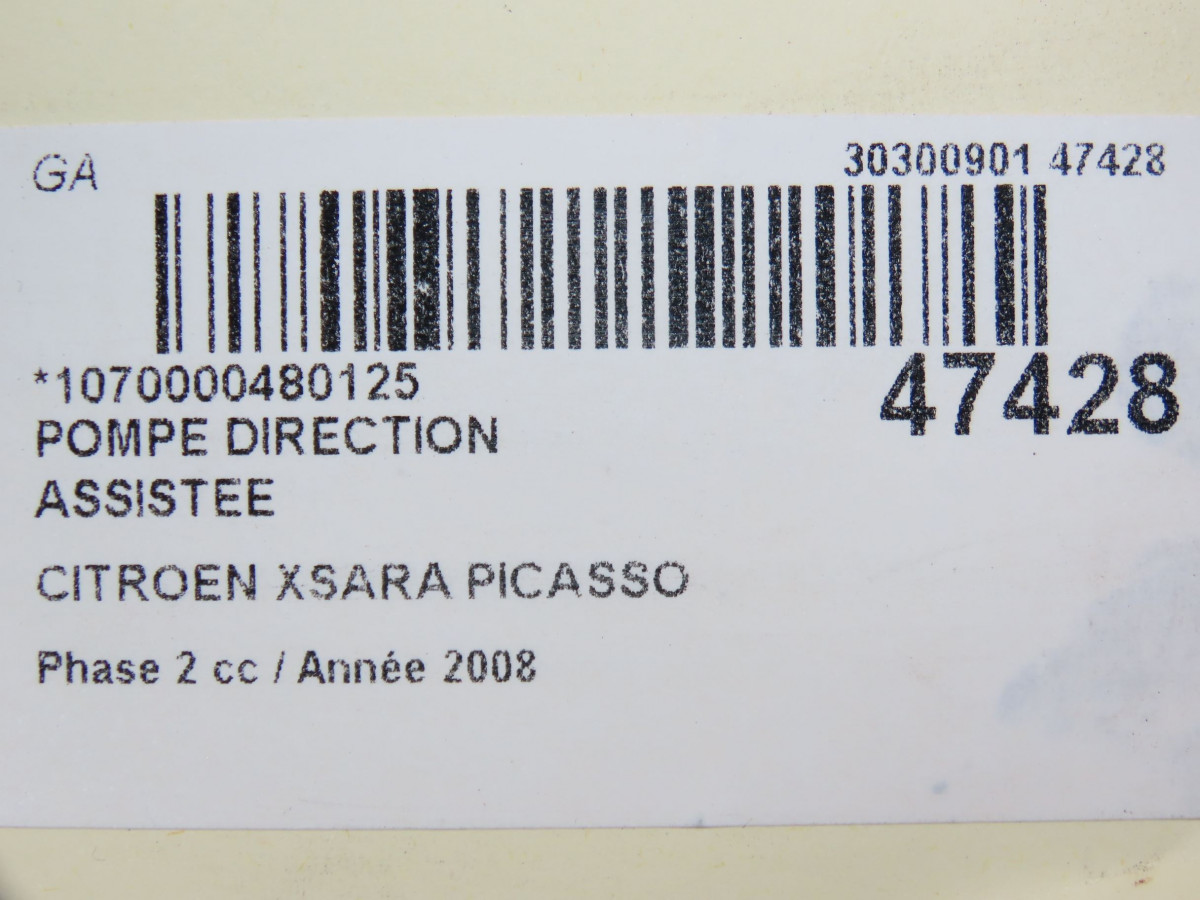 GA
30300901 47428
*1070000480125
47428
POMPE DIRECTION
ASSISTEE
CITROEN XSARA PICASSO
Phase 2 cc / Année 2008